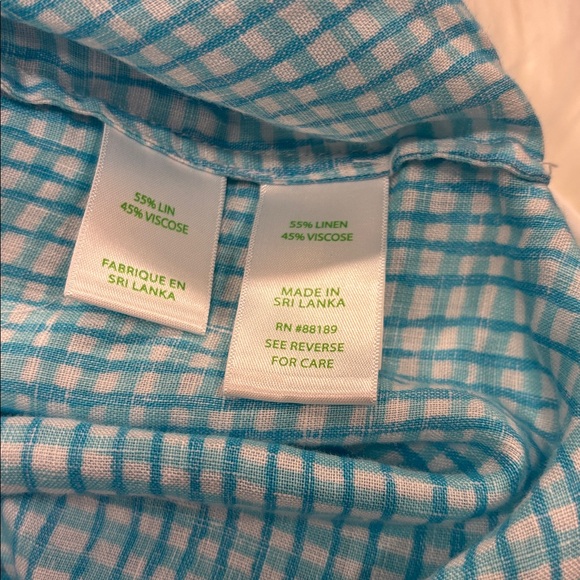 55% LIN
45% VISCOSE
FABRIQUE EN
SRI LANKA
55% LINEN
45% VISCOSE
MADE IN
SRI LANKA
RN #88189
SEE REVERSE
FOR CARE